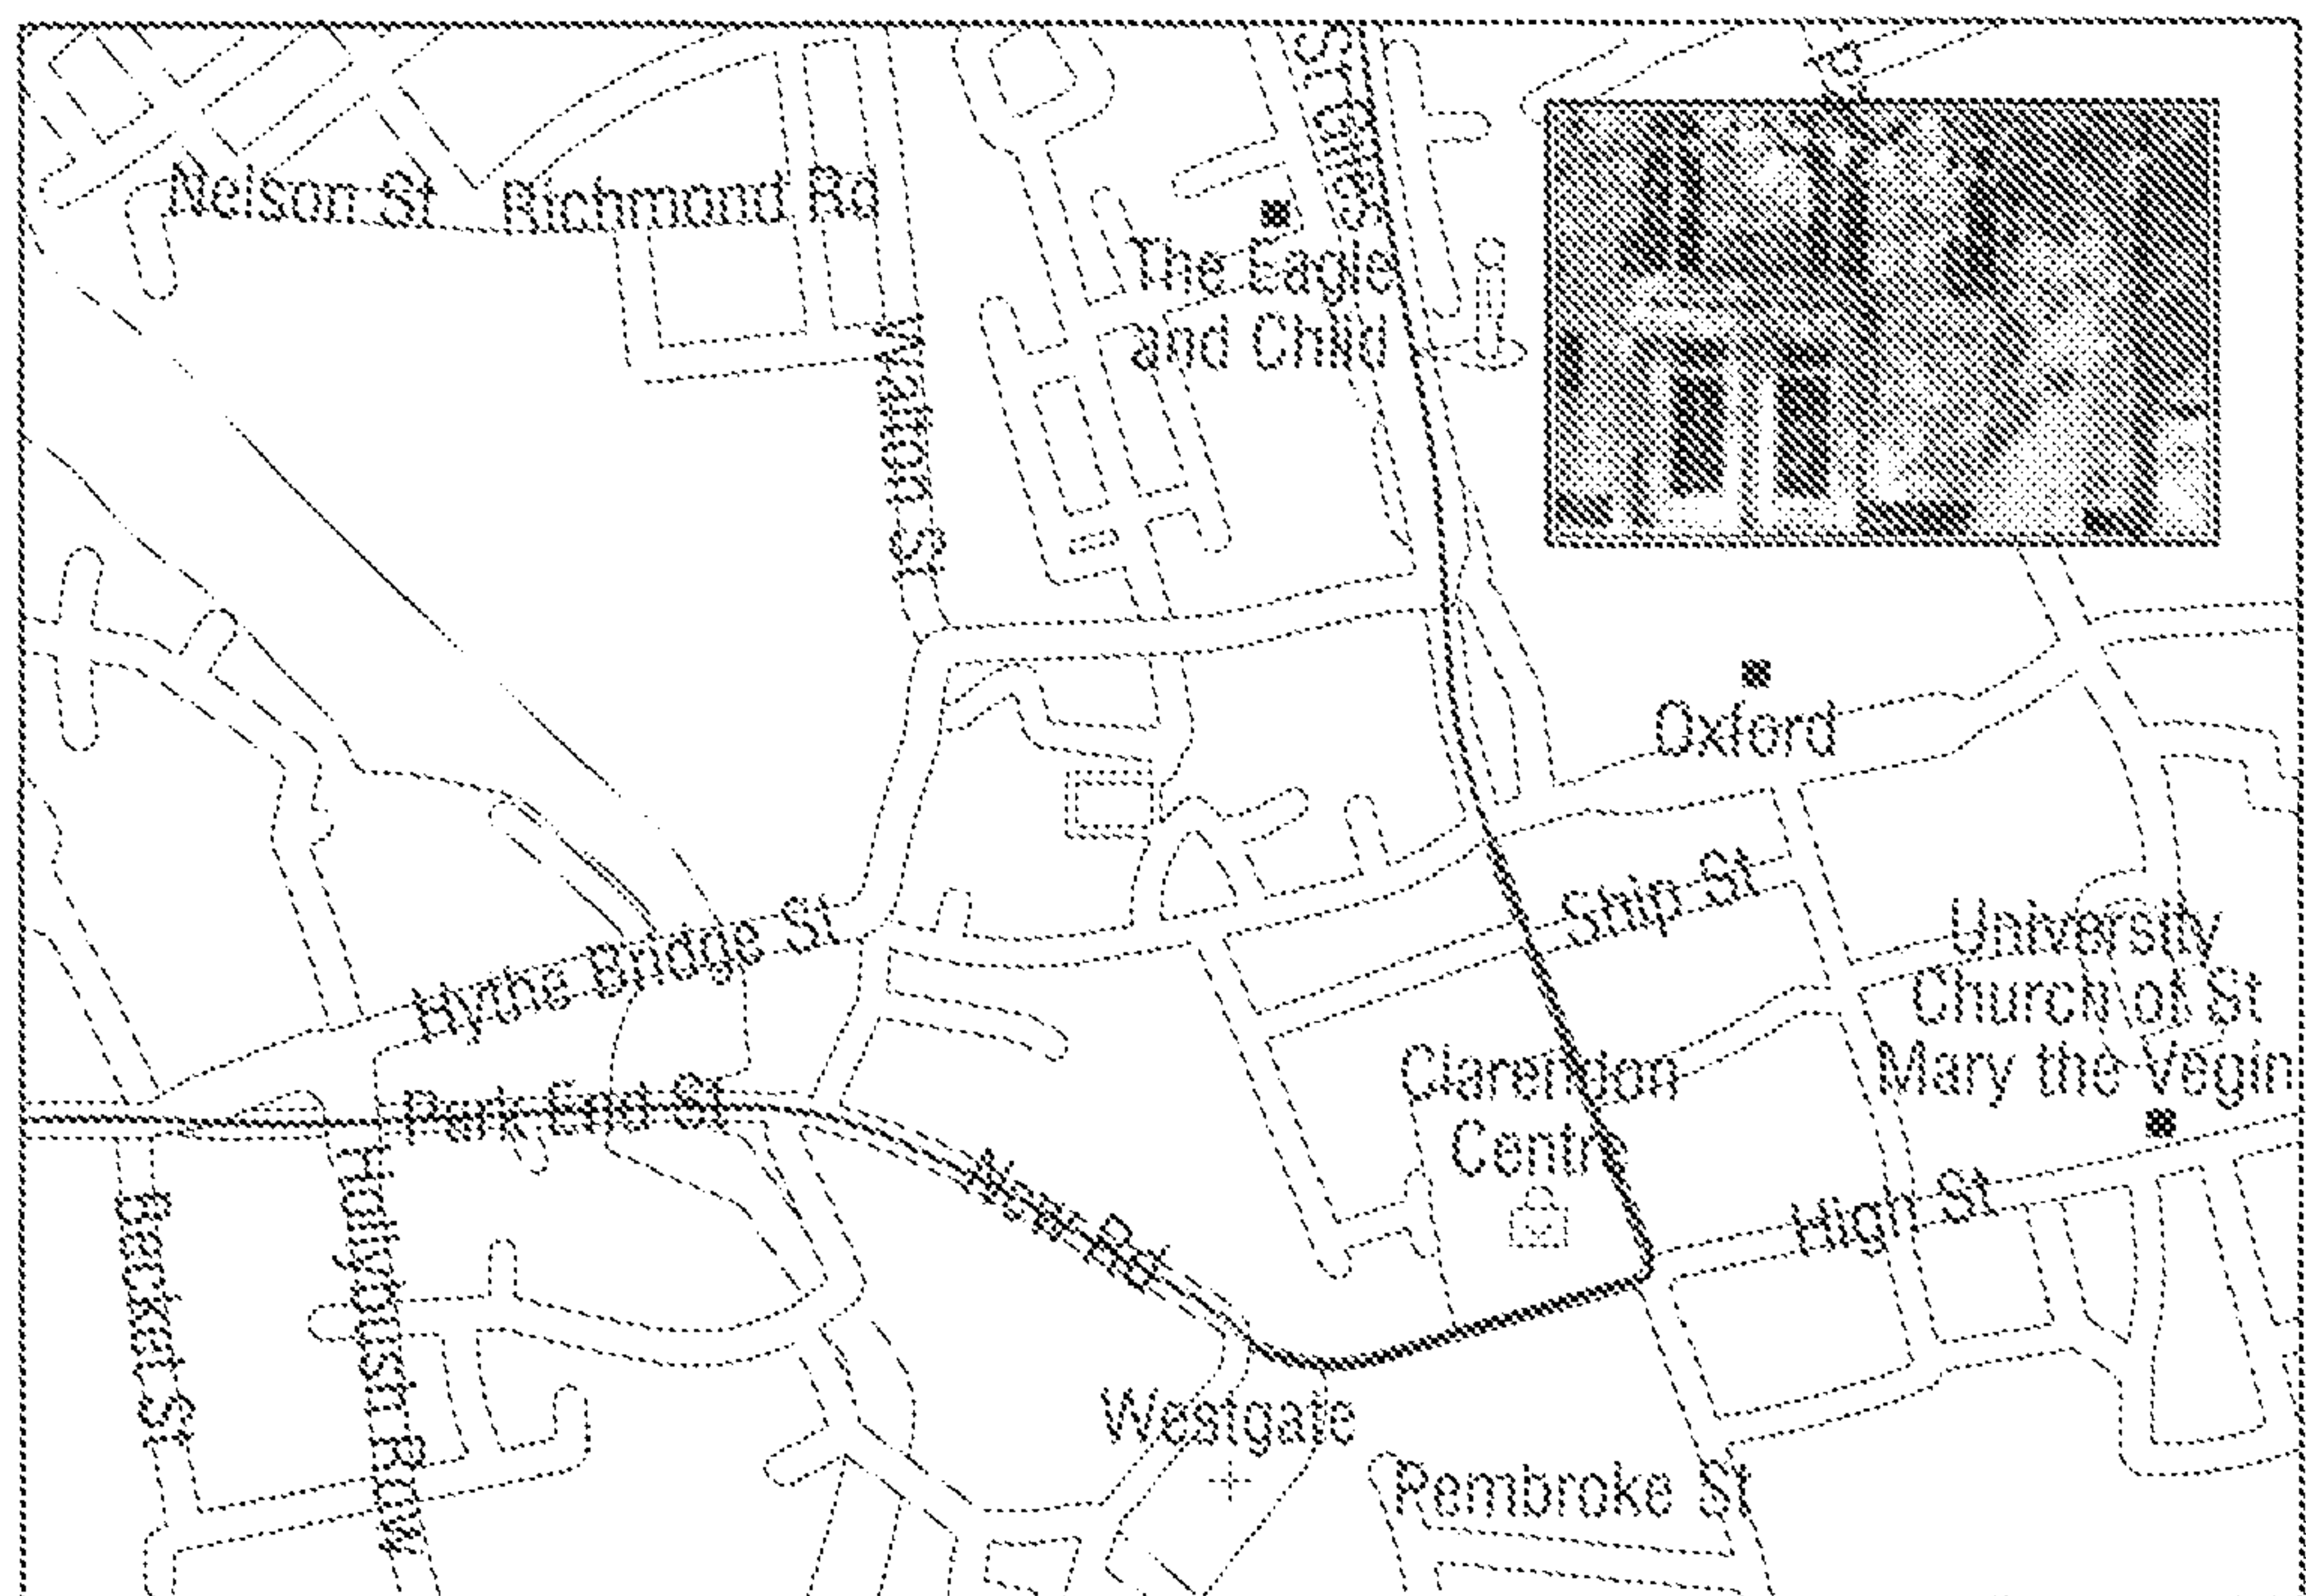 St Giles
Rd
Nelson St
Richmond Rd
The Eagle
and Child
Walton St
Oxford
Ship St
Hythe Bridge St
University
Church of St
Mary the Vegin
Clarendon
Centre
Park End St
New Rd
High St
Becket St
Hollybush Row
Westgate
Pembroke St